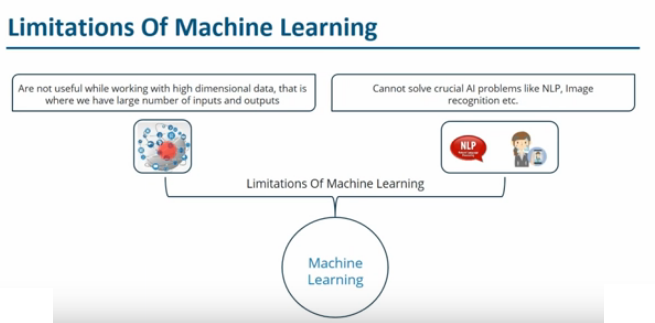 Limitations Of Machine Learning
Are not useful while working with high dimensional data, that is
where we have large number of inputs and outputs
Cannot solve crucial AI problems like NLP, Image
recognition etc.
NLP
Limitations Of Machine Learning
Machine
Learning